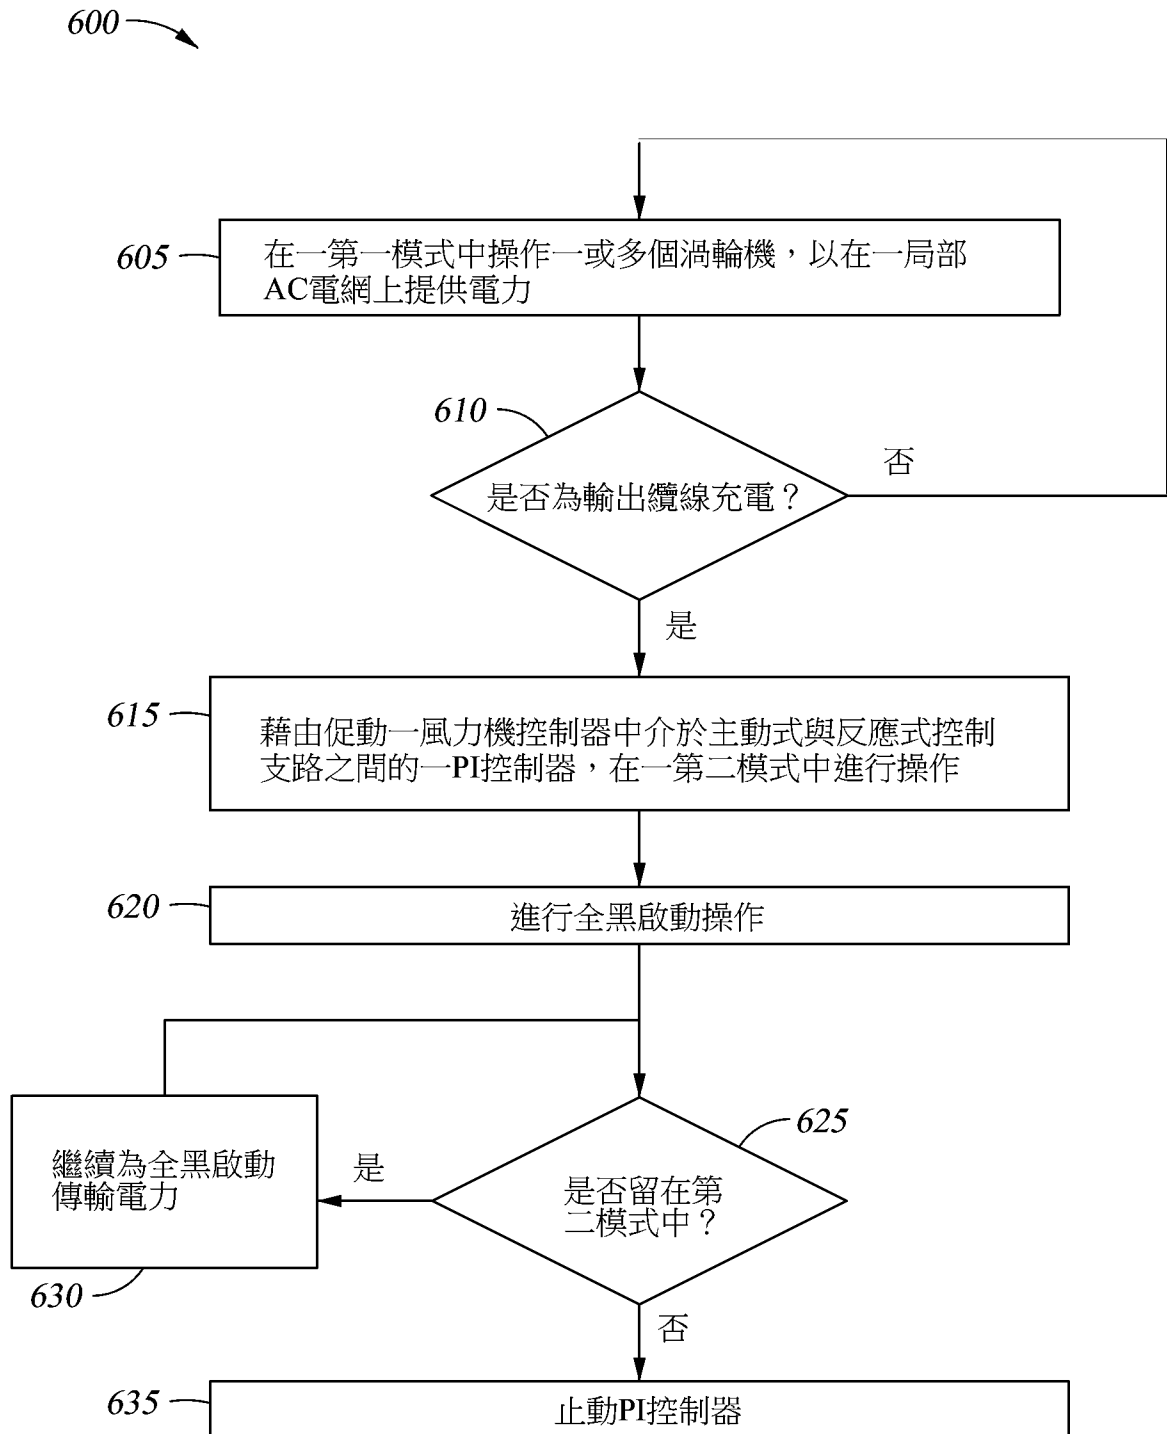 600
605
在一第一模式中操作一或多個渦輪機，以在一局部
AC電網上提供電力
610
是否為輸出纜線充電？
否
是
615
藉由促動一風力機控制器中介於主動式與反應式控制
支路之間的一PI控制器，在一第二模式中進行操作
620
進行全黑啟動操作
625
是否留在第
二模式中？
是
繼續為全黑啟動
傳輸電力
630
否
635
止動PI控制器